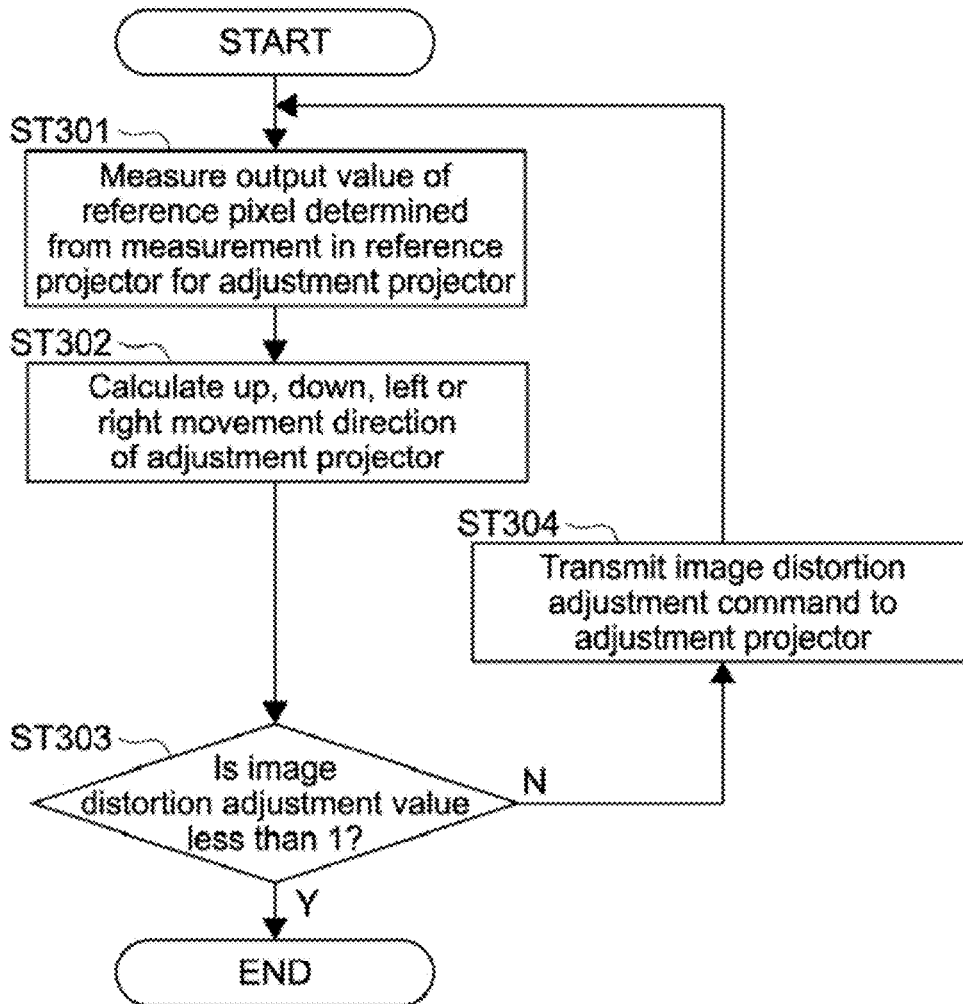 START
ST301
Measure output value of
reference pixel determined
from measurement in reference
projector for adjustment projector
ST302
Calculate up, down, left or
right movement direction
of adjustment projector
ST304
Transmit image distortion
adjustment command to
adjustment projector
ST303
Is image
distortion adjustment value
less than 1?
N
Y
END